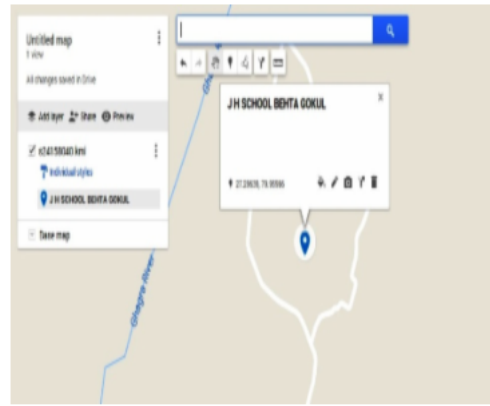 Untitled map
1 view
All changes saved in Drive
Add layer Share Preview
Individual styles
J H SCHOOL BEHTA GOKUL
Base map
J H SCHOOL BEHTA GOKUL
Ghagra River